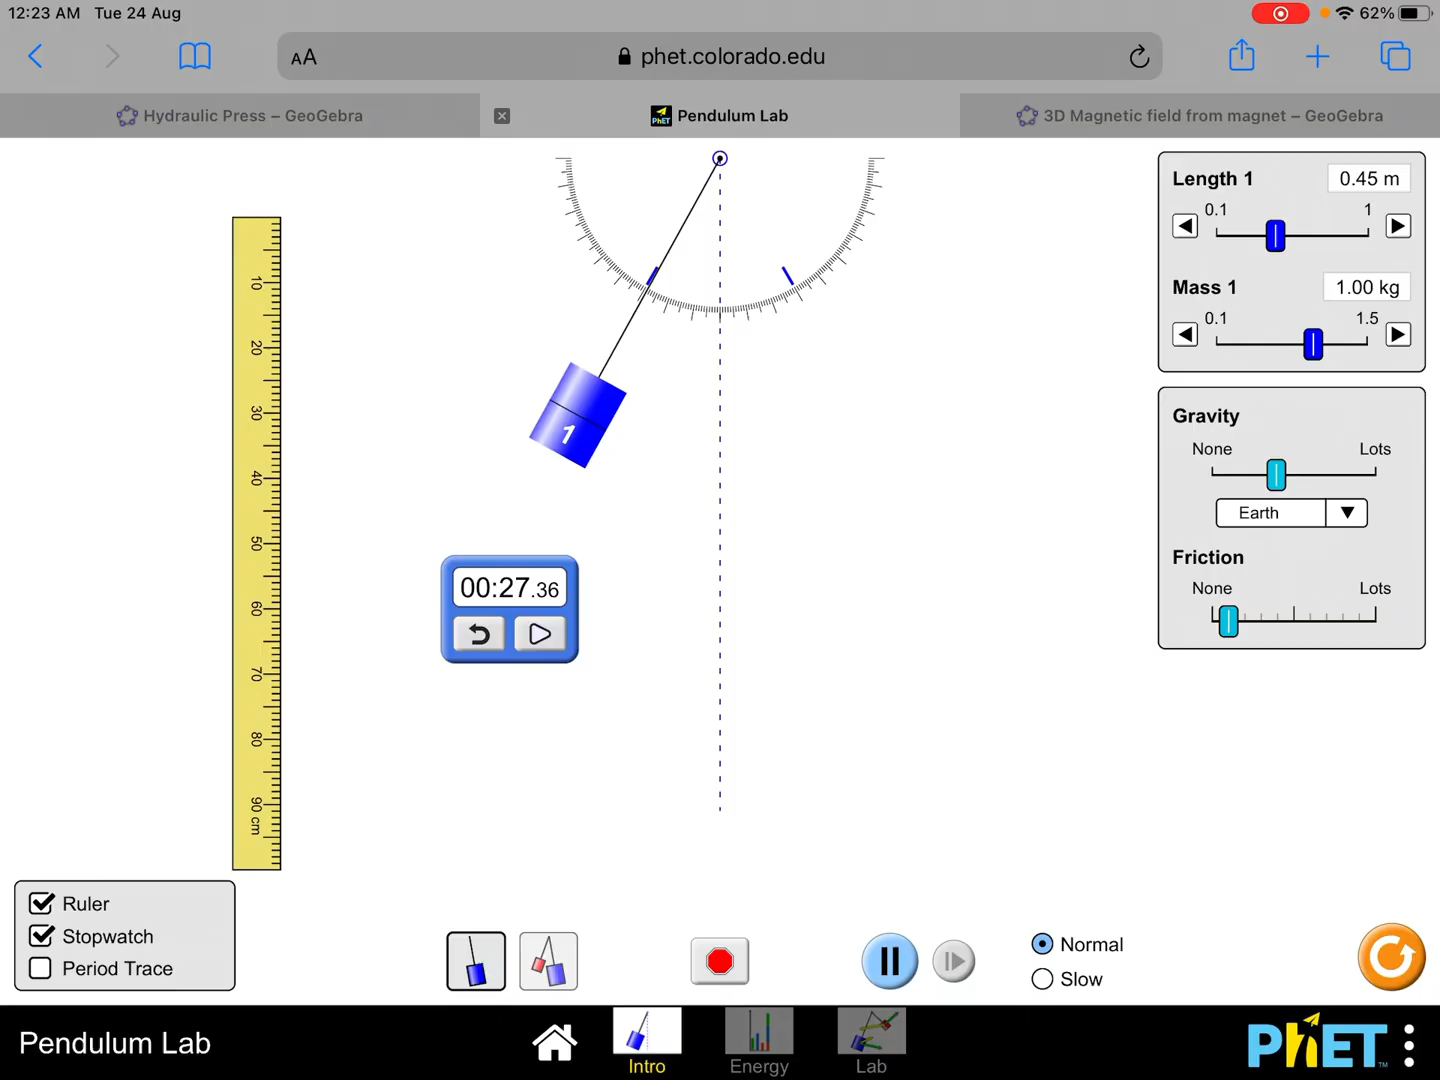 12:23 AM Tue 24 Aug
62%
AA
phet.colorado.edu
Hydraulic Press – GeoGebra
PhET
Pendulum Lab
3D Magnetic field from magnet – GeoGebra
Length 1
0.45 m
0.1
1
Mass 1
1.00 kg
0.1
1.5
Gravity
None
Lots
Earth
Friction
None
Lots
10
20
30
40
50
60
70
80
90 cm
1
00:27.36
Ruler
Stopwatch
Period Trace
Normal
Slow
Pendulum Lab
Intro
Energy
Lab
PhET™